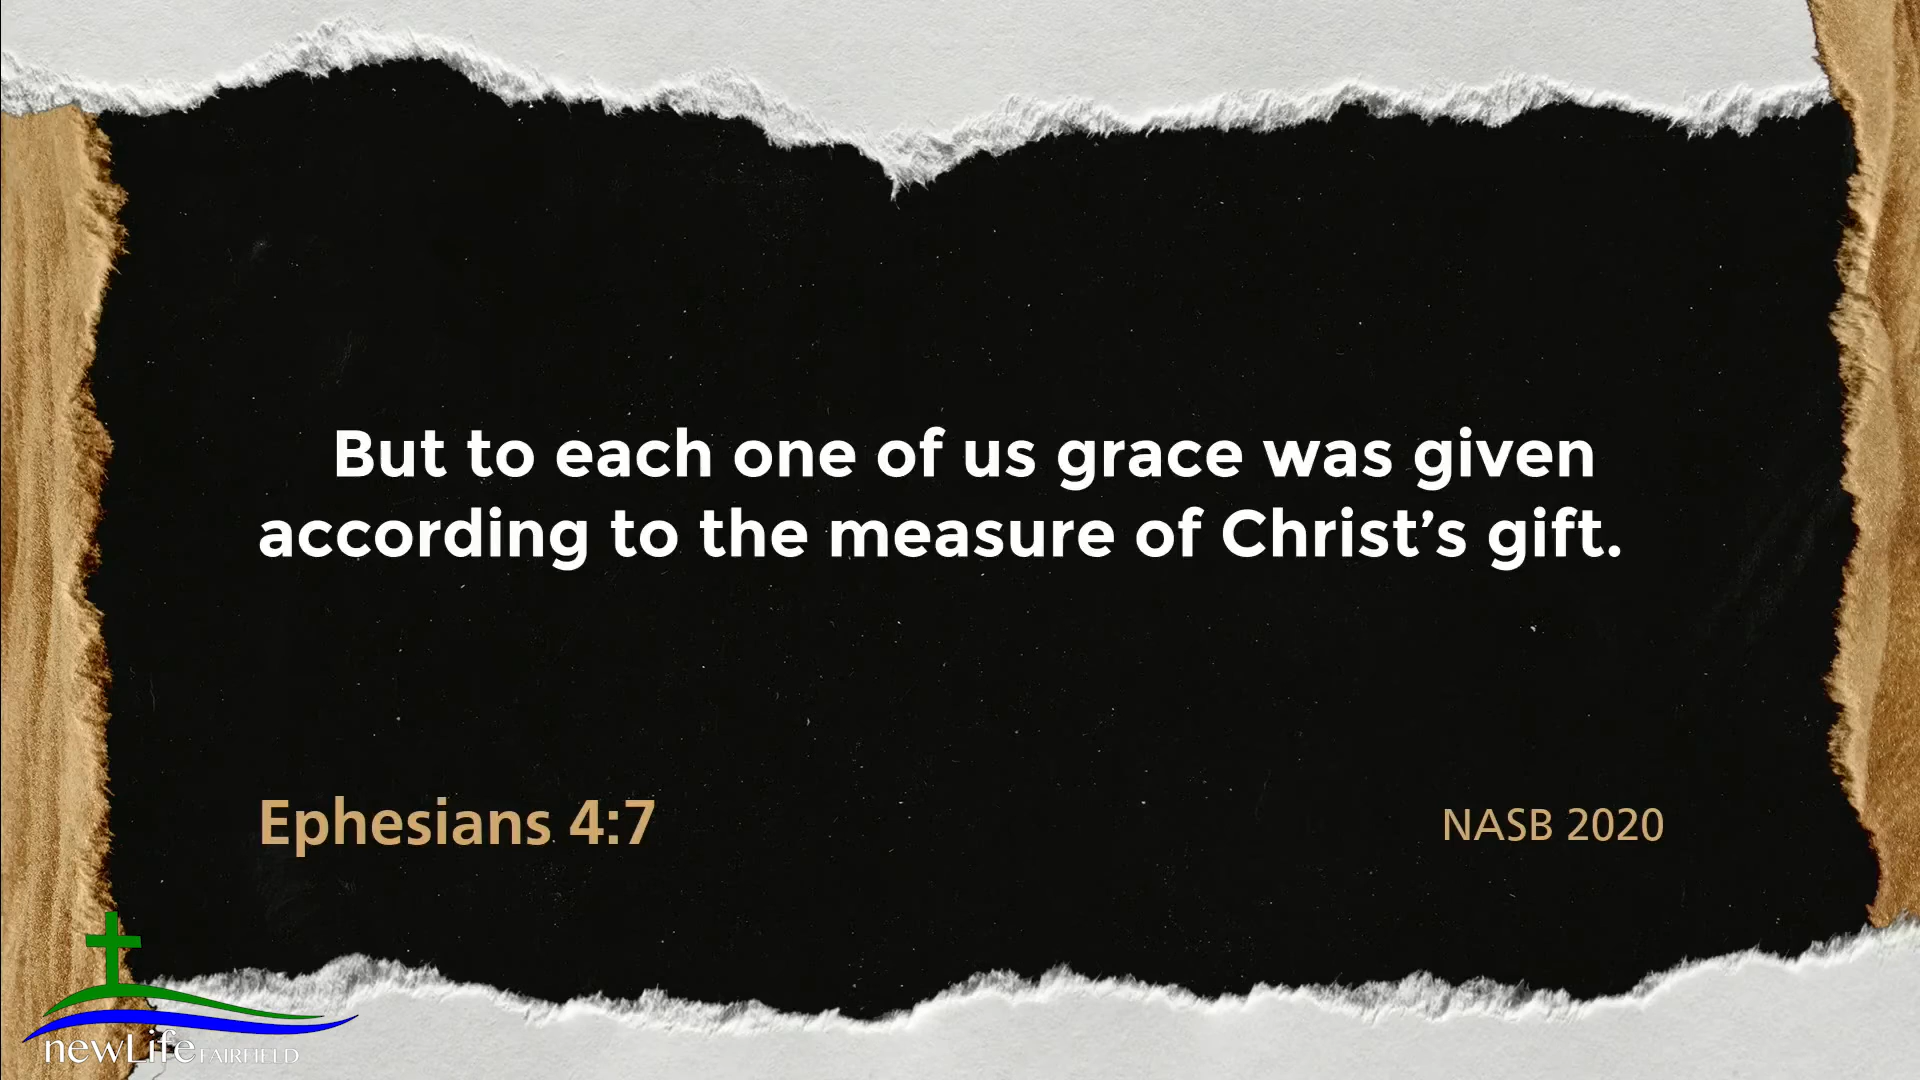 But to each one of us grace was given
according to the measure of Christ’s gift.
Ephesians 4:7
NASB 2020
newLife FAIRFIELD